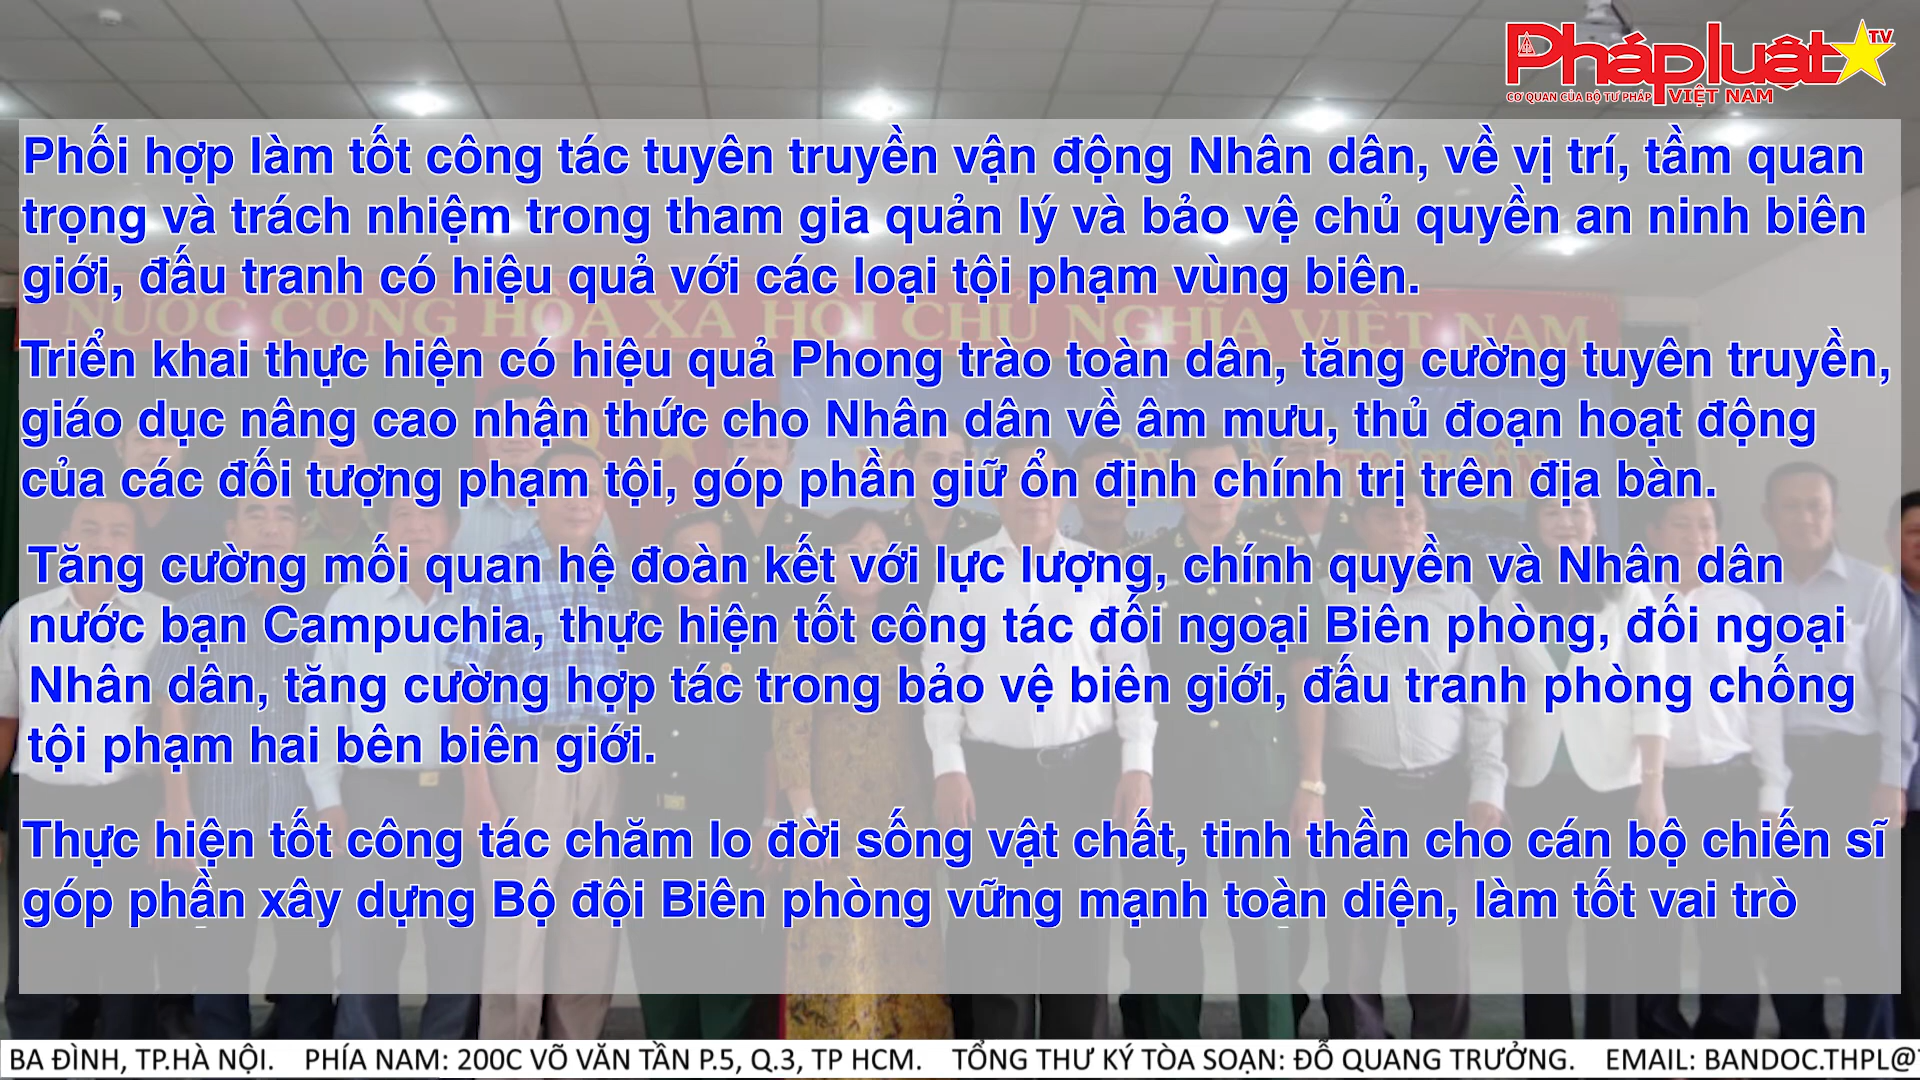 Phápluật TV
CƠ QUAN CỦA BỘ TƯ PHÁP VIỆT NAM
Phối hợp làm tốt công tác tuyên truyền vận động Nhân dân, về vị trí, tầm quan
trọng và trách nhiệm trong tham gia quản lý và bảo vệ chủ quyền an ninh biên
giới, đấu tranh có hiệu quả với các loại tội phạm vùng biên.
NƯỚC CỘNG HÒA XÃ HỘI CHỦ NGHĨA VIỆT NAM
Triển khai thực hiện có hiệu quả Phong trào toàn dân, tăng cường tuyên truyền,
giáo dục nâng cao nhận thức cho Nhân dân về âm mưu, thủ đoạn hoạt động
của các đối tượng phạm tội, góp phần giữ ổn định chính trị trên địa bàn.
Tăng cường mối quan hệ đoàn kết với lực lượng, chính quyền và Nhân dân
nước bạn Campuchia, thực hiện tốt công tác đối ngoại Biên phòng, đối ngoại
Nhân dân, tăng cường hợp tác trong bảo vệ biên giới, đấu tranh phòng chống
tội phạm hai bên biên giới.
Thực hiện tốt công tác chăm lo đời sống vật chất, tinh thần cho cán bộ chiến sĩ
góp phần xây dựng Bộ đội Biên phòng vững mạnh toàn diện, làm tốt vai trò
BA ĐÌNH, TP.HÀ NỘI. PHÍA NAM: 200C VÕ VĂN TẦN P.5, Q.3, TP HCM. TỔNG THƯ KÝ TÒA SOẠN: ĐỖ QUANG TRƯỞNG. EMAIL: BANDOC.THPL@